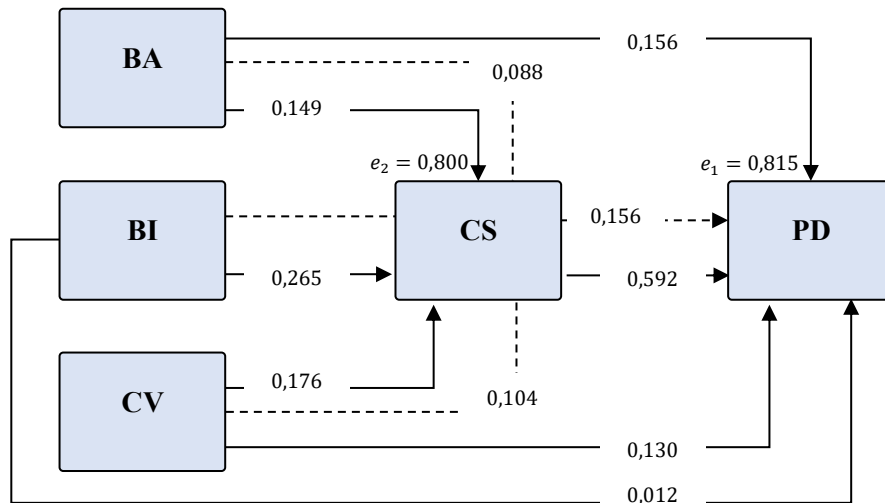 BA
0,156
0,088
0,149
e₂ = 0,800
e₁ = 0,815
BI
CS
PD
0,156
0,265
0,592
CV
0,176
0,104
0,130
0,012